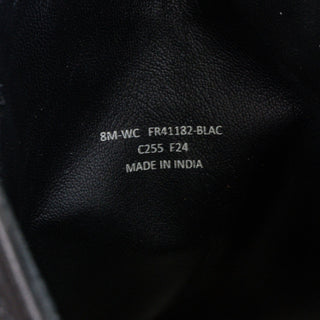 8M-WC FR41182-BLAC
C255 F24
MADE IN INDIA